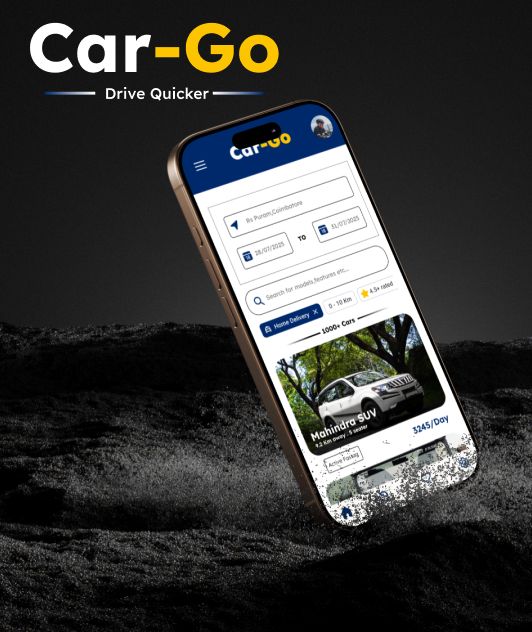 Car-Go
Drive Quicker
Car-Go
Rs Puram,Coimbatore
28/07/2025
TO
31/07/2025
Search for models,features etc...
Home Delivery X
0 - 10 Km
4.5+ rated
1000+ Cars
Mahindra SUV
9.2 Km away · 5 seater
3245/Day
Active Fastag